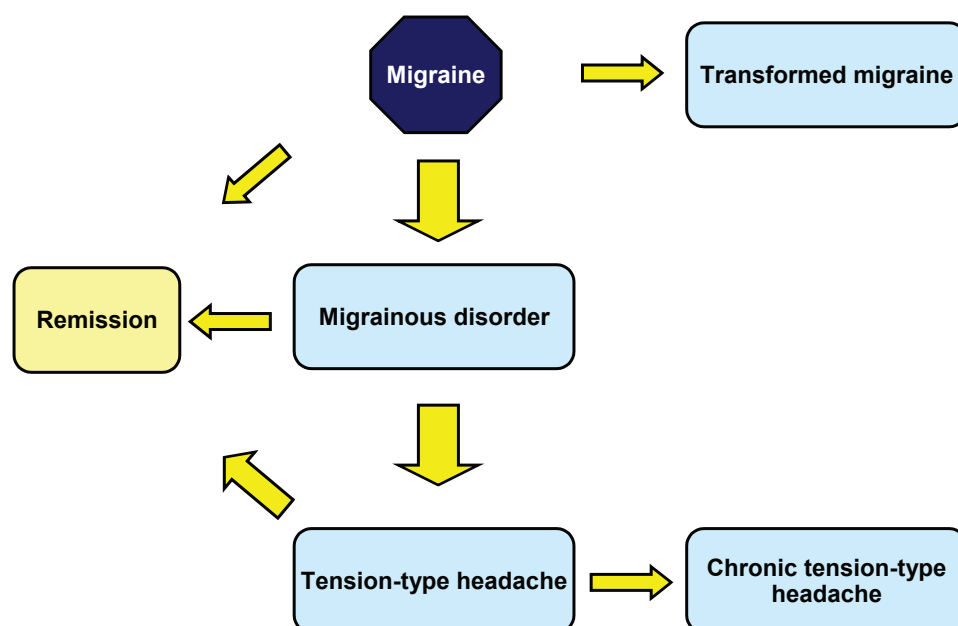 Migraine
Transformed migraine
Remission
Migrainous disorder
Tension-type headache
Chronic tension-type
headache